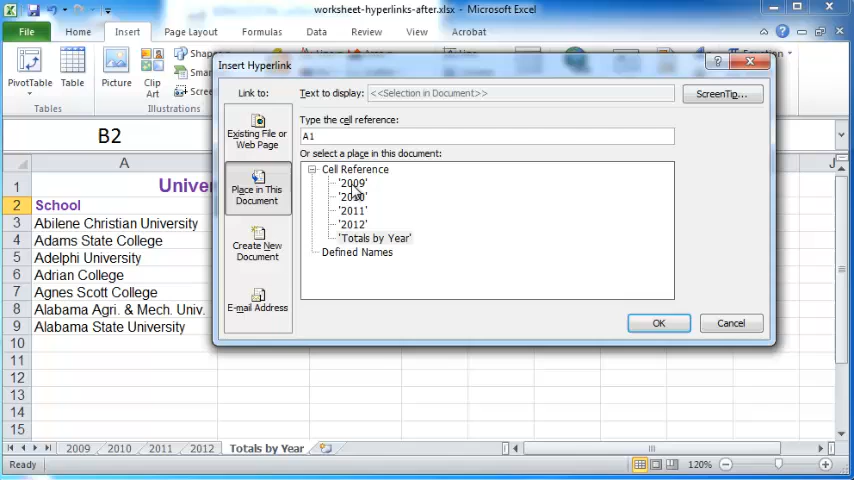 worksheet-hyperlinks-after.xlsx - Microsoft Excel
File Home Insert Page Layout Formulas Data Review View Acrobat
PivotTable
Table
Picture
Clip
Art
Tables
Insert Hyperlink
Link to:
Text to display: <<Selection in Document>>
ScreenTip...
Type the cell reference:
A1
Or select a place in this document:
Existing File or
Web Page
Place in This
Document
Create New
Document
E-mail Address
Cell Reference
'2009'
'2010'
'2011'
'2012'
'Totals by Year'
Defined Names
OK Cancel
B2
A
1
2 School
3 Abilene Christian University
4 Adams State College
5 Adelphi University
6 Adrian College
7 Agnes Scott College
8 Alabama Agri. & Mech. Univ.
9 Alabama State University
10
11
12
13
14
15
2009 2010 2011 2012 Totals by Year
Ready 120%